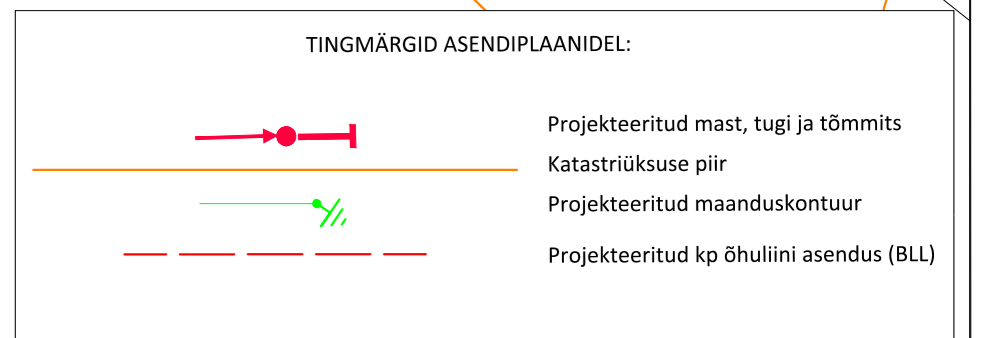 TINGMÄRGID ASENDIPLAANIDEL:
Projekteeritud mast, tugi ja tõmmits
Katastriüksuse piir
Projekteeritud maanduskontuur
Projekteeritud kp õhuliini asendus (BLL)